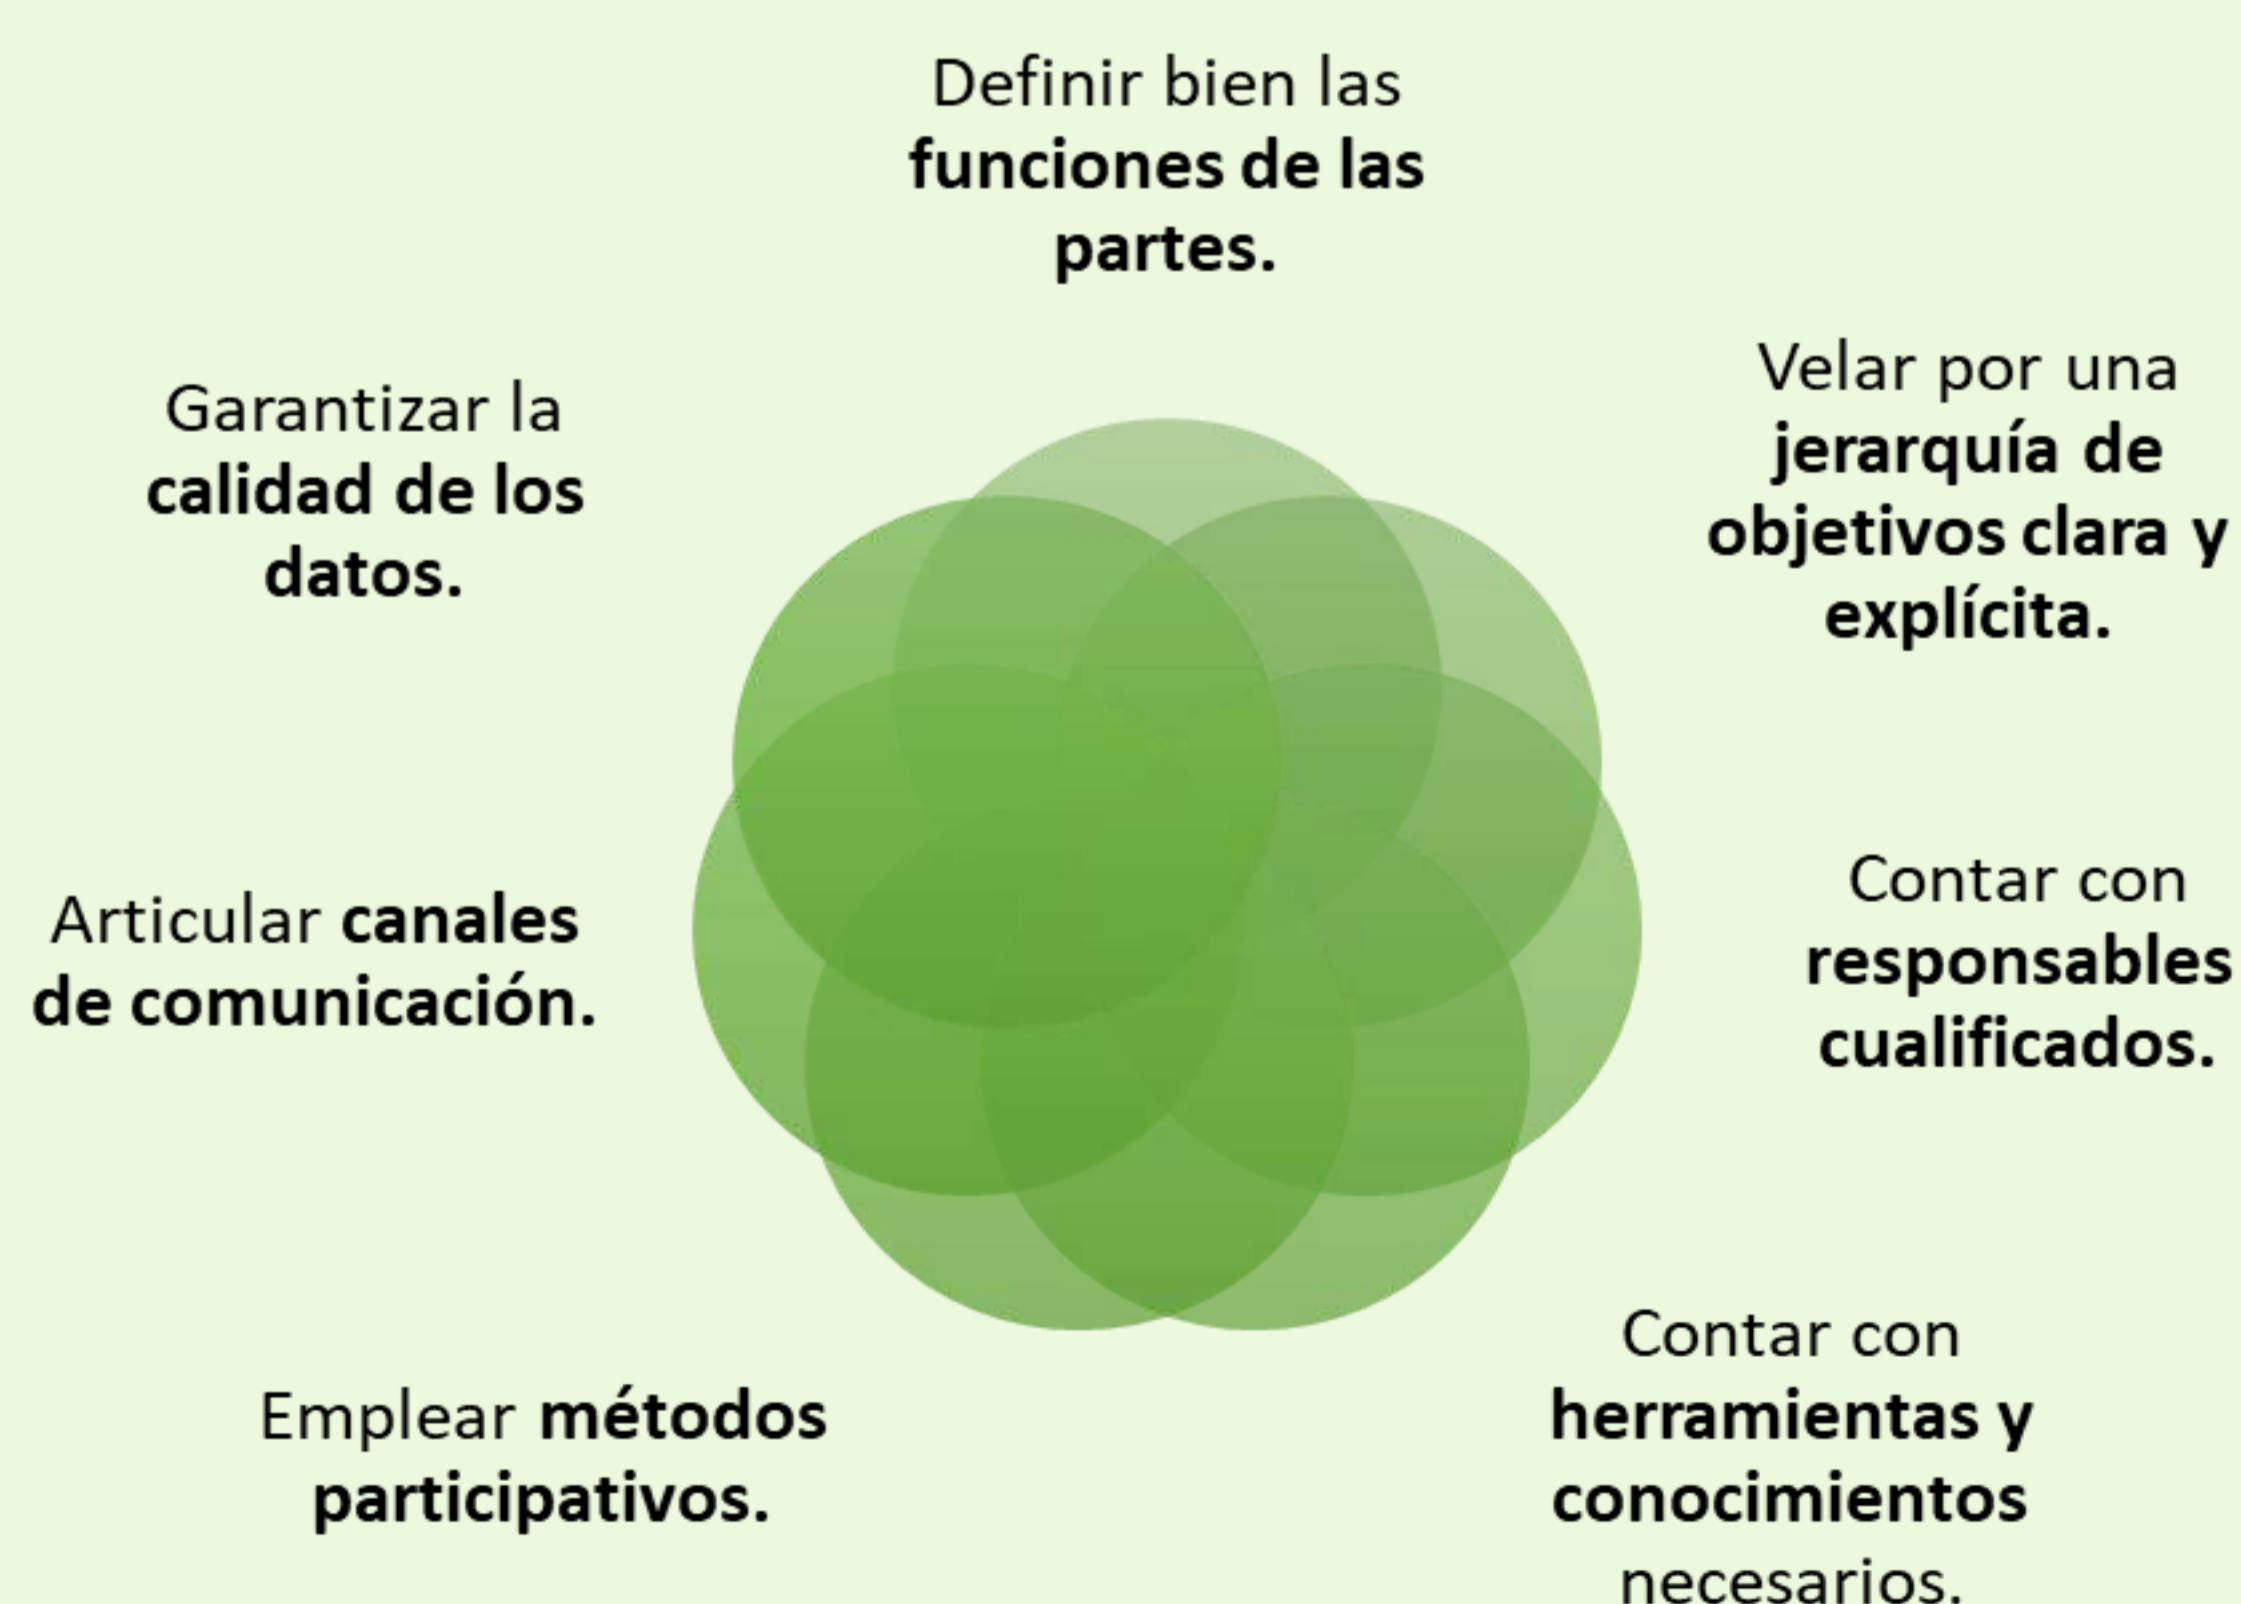 Definir bien las
funciones de las
partes.
Velar por una
jerarquía de
objetivos clara y
explícita.
Contar con
responsables
cualificados.
Contar con
herramientas y
conocimientos
necesarios.
Emplear métodos
participativos.
Articular canales
de comunicación.
Garantizar la
calidad de los
datos.